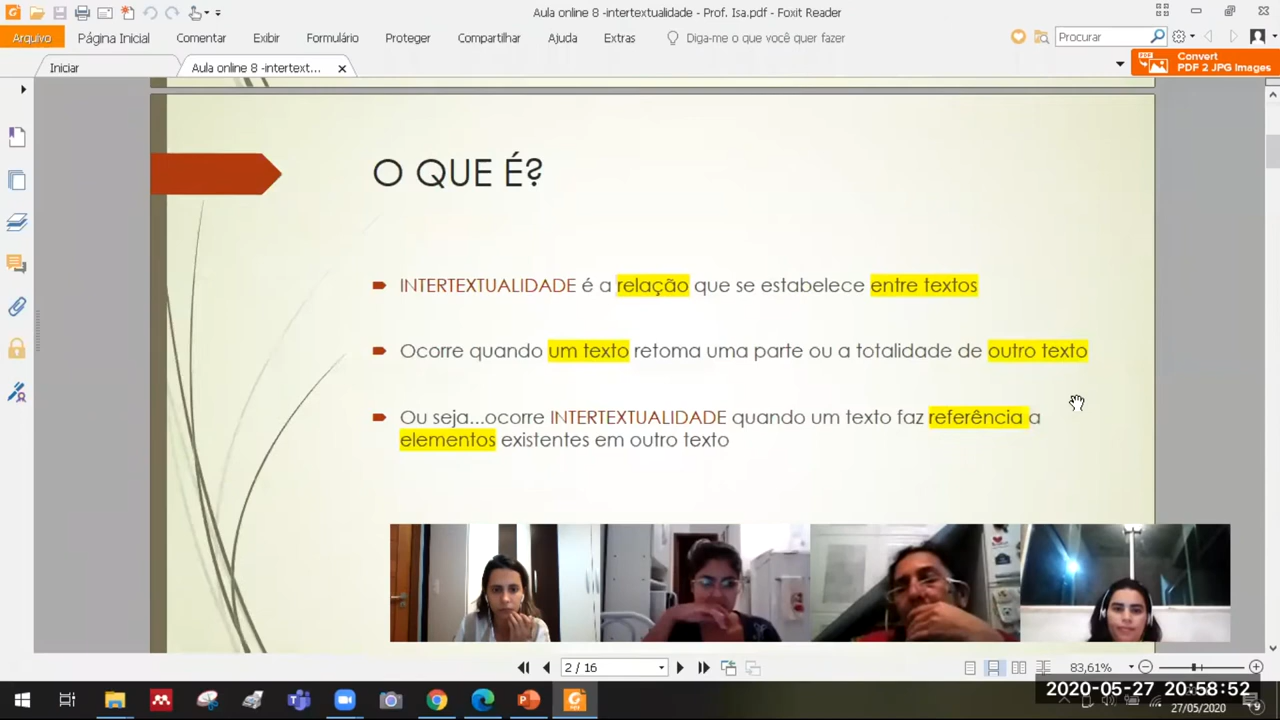 Aula online 8 -intertextualidade - Prof. Isa.pdf - Foxit Reader
Arquivo Página Inicial Comentar Exibir Formulário Proteger Compartilhar Ajuda Extras Diga-me o que você quer fazer Procurar
Iniciar Aula online 8 -intertext...
Convert
PDF 2 JPG Images
O QUE É?
INTERTEXTUALIDADE é a relação que se estabelece entre textos
Ocorre quando um texto retoma uma parte ou a totalidade de outro texto
Ou seja...ocorre INTERTEXTUALIDADE quando um texto faz referência a
elementos existentes em outro texto
2 / 16 83,61%
2020-05-27 20:58:52
27/05/2020